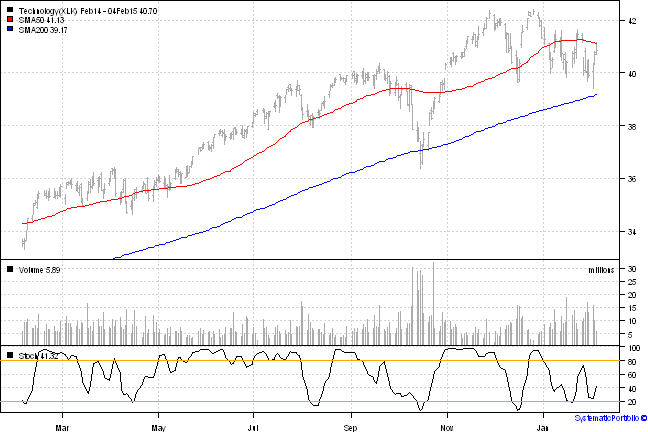 Technology(XLK) Feb14 - 04Feb15 40.70
SMA50 41.13
SMA200 39.17
42
40
38
36
34
Volume 5.89
millions
30
25
20
15
10
5
Stoch 41.32
100
80
60
40
20
Mar May Jul Sep Nov Jan
SystematicPortfolio ©